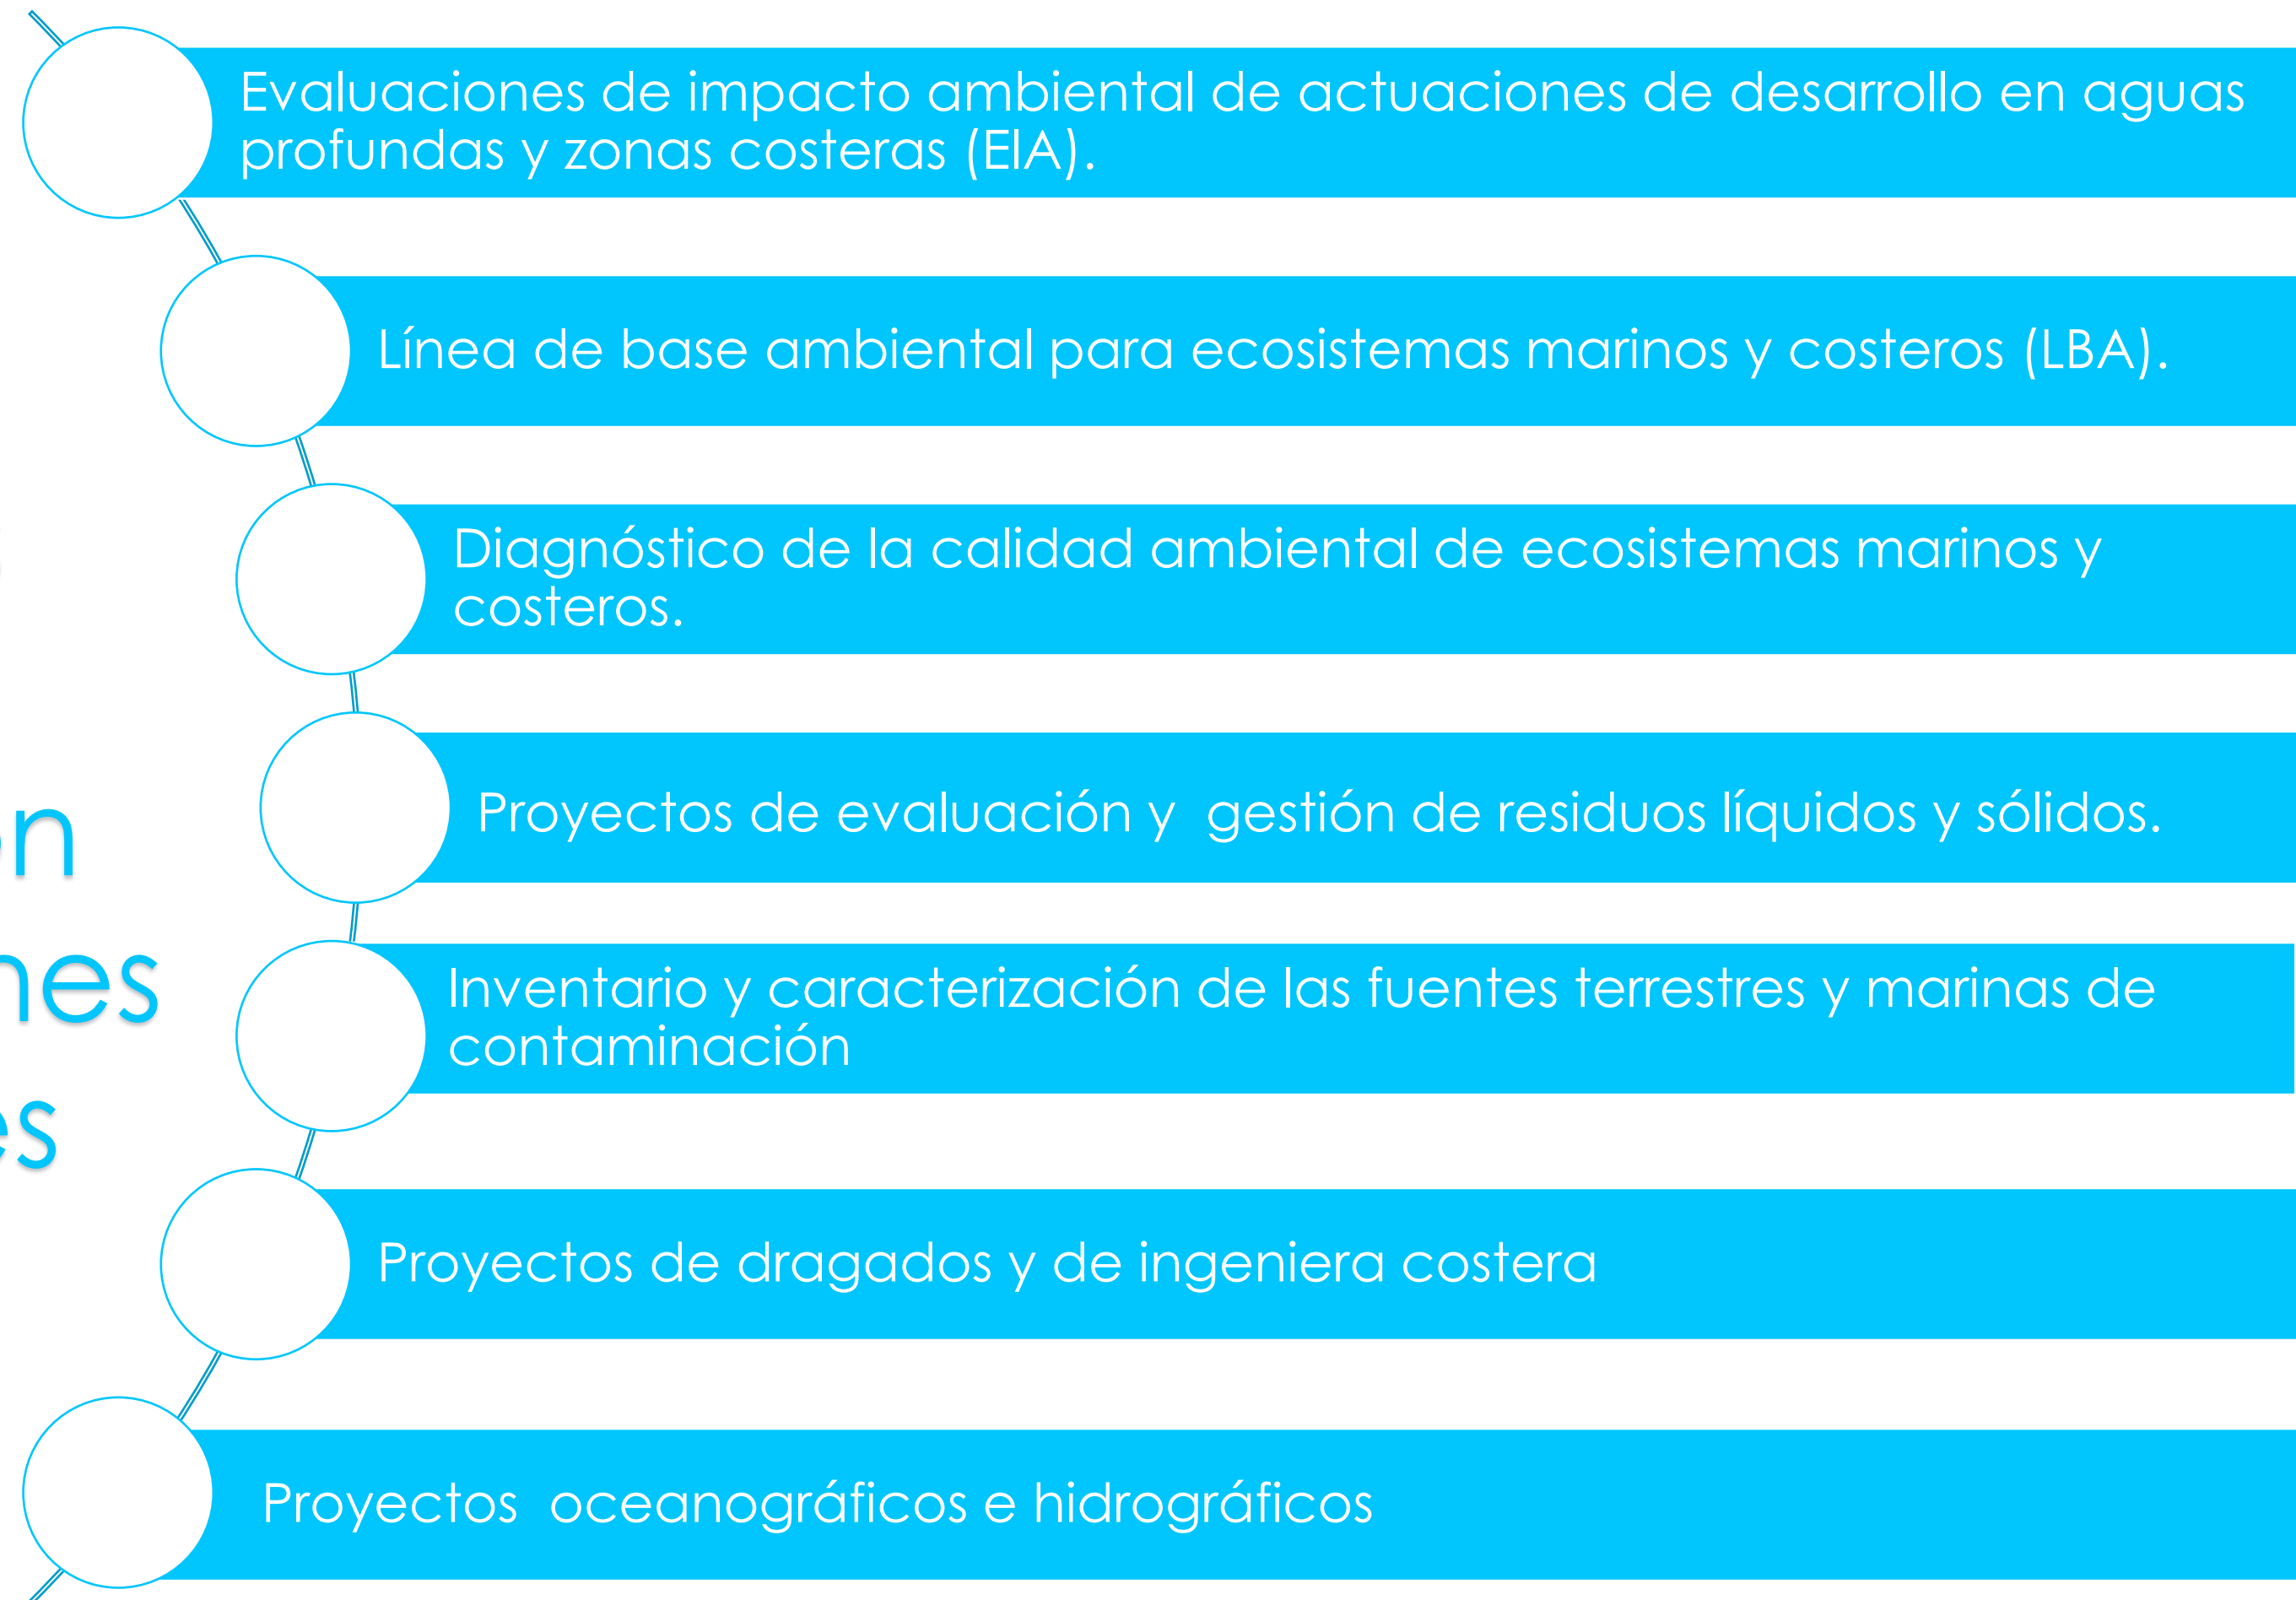 Evaluaciones de impacto ambiental de actuaciones de desarrollo en aguas
profundas y zonas costeras (EIA).
Línea de base ambiental para ecosistemas marinos y costeros (LBA).
Diagnóstico de la calidad ambiental de ecosistemas marinos y
costeros.
Proyectos de evaluación y  gestión de residuos líquidos y sólidos.
Inventario y caracterización de las fuentes terrestres y marinas de
contaminación
Proyectos de dragados y de ingeniera costera
Proyectos  oceanográficos e hidrográficos